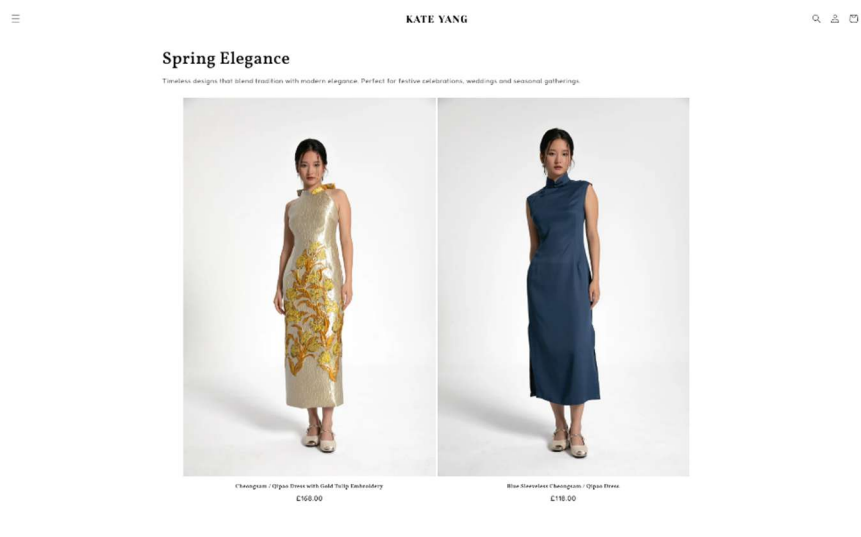 KATE YANG
Spring Elegance
Timeless designs that blend tradition with modern elegance. Perfect for festive celebrations, weddings and seasonal gatherings.
Cheongsam / Qipao Dress with Gold Tulip Embroidery
Blue Sleeveless Cheongsam / Qipao Dress
£168.00
£118.00